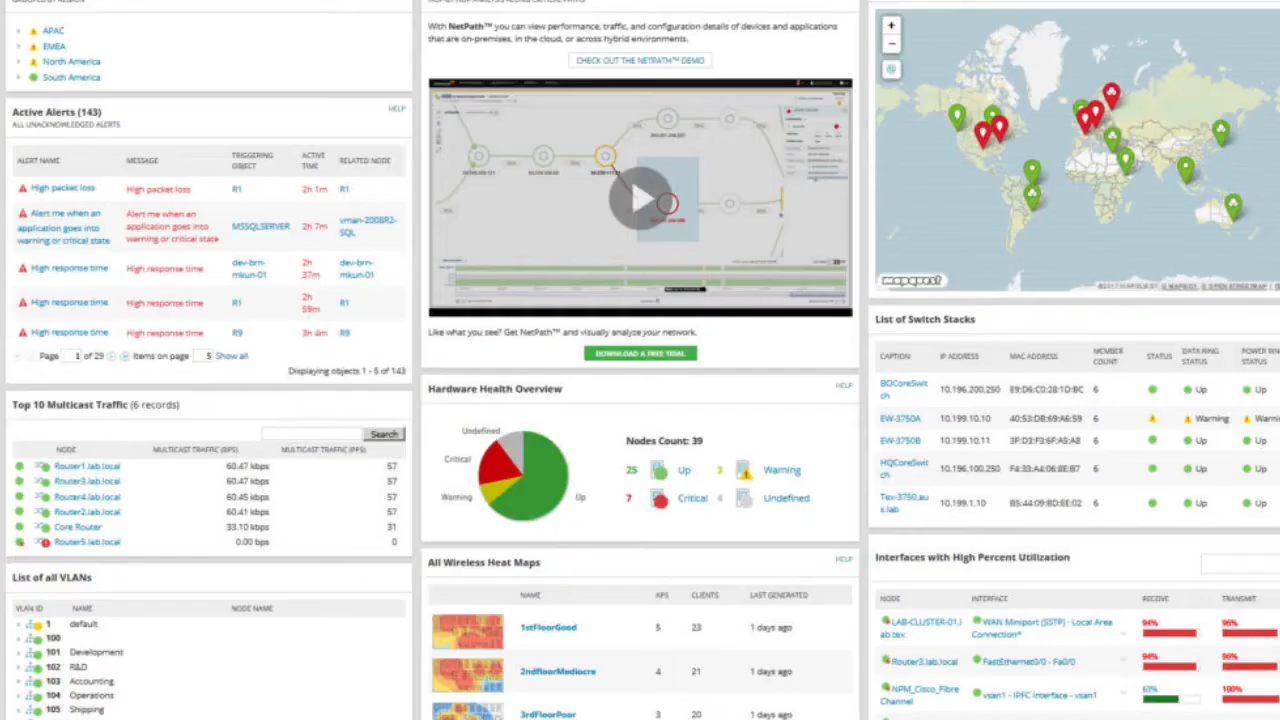 APAC
EMEA
North America
South America
Active Alerts (143)
HELP
ALL UNACKNOWLEDGED ALERTS
ALERT NAME MESSAGE TRIGGERING OBJECT ACTIVE TIME RELATED NODE
High packet loss High packet loss R1 2h 1m R1
Alert me when an application goes into warning or critical state Alert me when an application goes into warning or critical state MSSQLSERVER 2h 7m vman-2008R2-SQL
High response time High response time dev-brn-mkun-01 2h 37m dev-brn-mkun-01
High response time High response time R1 2h 59m R1
High response time High response time R9 3h 4m R9
Page 1 of 29 Items on page 5 Show all
Displaying objects 1 - 5 of 143
Top 10 Multicast Traffic (6 records)
Search
NODE MULTICAST TRAFFIC (BPS) MULTICAST TRAFFIC (PPS)
Router1.lab.local 60.47 kbps 57
Router3.lab.local 60.47 kbps 57
Router4.lab.local 60.45 kbps 57
Router2.lab.local 60.41 kbps 57
Core Router 33.10 kbps 31
Router5.lab.local 0.00 bps 0
List of all VLANs
VLAN ID NAME NODE NAME
1 default
100
101 Development
102 R&D
103 Accounting
104 Operations
105 Shipping
With NetPath™ you can view performance, traffic, and configuration details of devices and applications
that are on-premises, in the cloud, or across hybrid environments.
CHECK OUT THE NETPATH™ DEMO
Like what you see? Get NetPath™ and visually analyze your network.
DOWNLOAD A FREE TRIAL
Hardware Health Overview
HELP
Undefined
Critical
Warning
Up
Nodes Count: 39
25 Up 3 Warning
7 Critical 4 Undefined
All Wireless Heat Maps
HELP
NAME APS CLIENTS LAST GENERATED
1stFloorGood 5 23 1 days ago
2ndfloorMediocre 4 21 1 days ago
3rdFloorPoor 3 20 1 days ago
+
−
mapquest
List of Switch Stacks
CAPTION IP ADDRESS MAC ADDRESS MEMBER COUNT STATUS DATA RING STATUS POWER RING STATUS
BDCoreSwitch 10.196.200.250 E9:D6:C0:28:1D:BC 6 Up Up
EW-3750A 10.199.10.10 40:53:DB:69:A6:59 6 Warning
EW-3750B 10.199.10.11 3F:D3:F3:6F:A5:A8 6 Up Up
HQCoreSwitch 10.196.100.250 F4:33:A4:06:8E:B7 6 Up Up
Tex-3750.aus.lab 10.199.1.10 B5:44:09:BD:EE:02 6 Up Up
Interfaces with High Percent Utilization
NODE INTERFACE RECEIVE TRANSMIT
LAB-CLUSTER-01.lab.tex WAN Miniport (SSTP) - Local Area Connection* 94% 96%
Router3.lab.local FastEthernet0/0 - Fa0/0 94% 94%
NPM_Cisco_Fibre Channel vsan1 - IPFC interface - vsan1 63% 100%